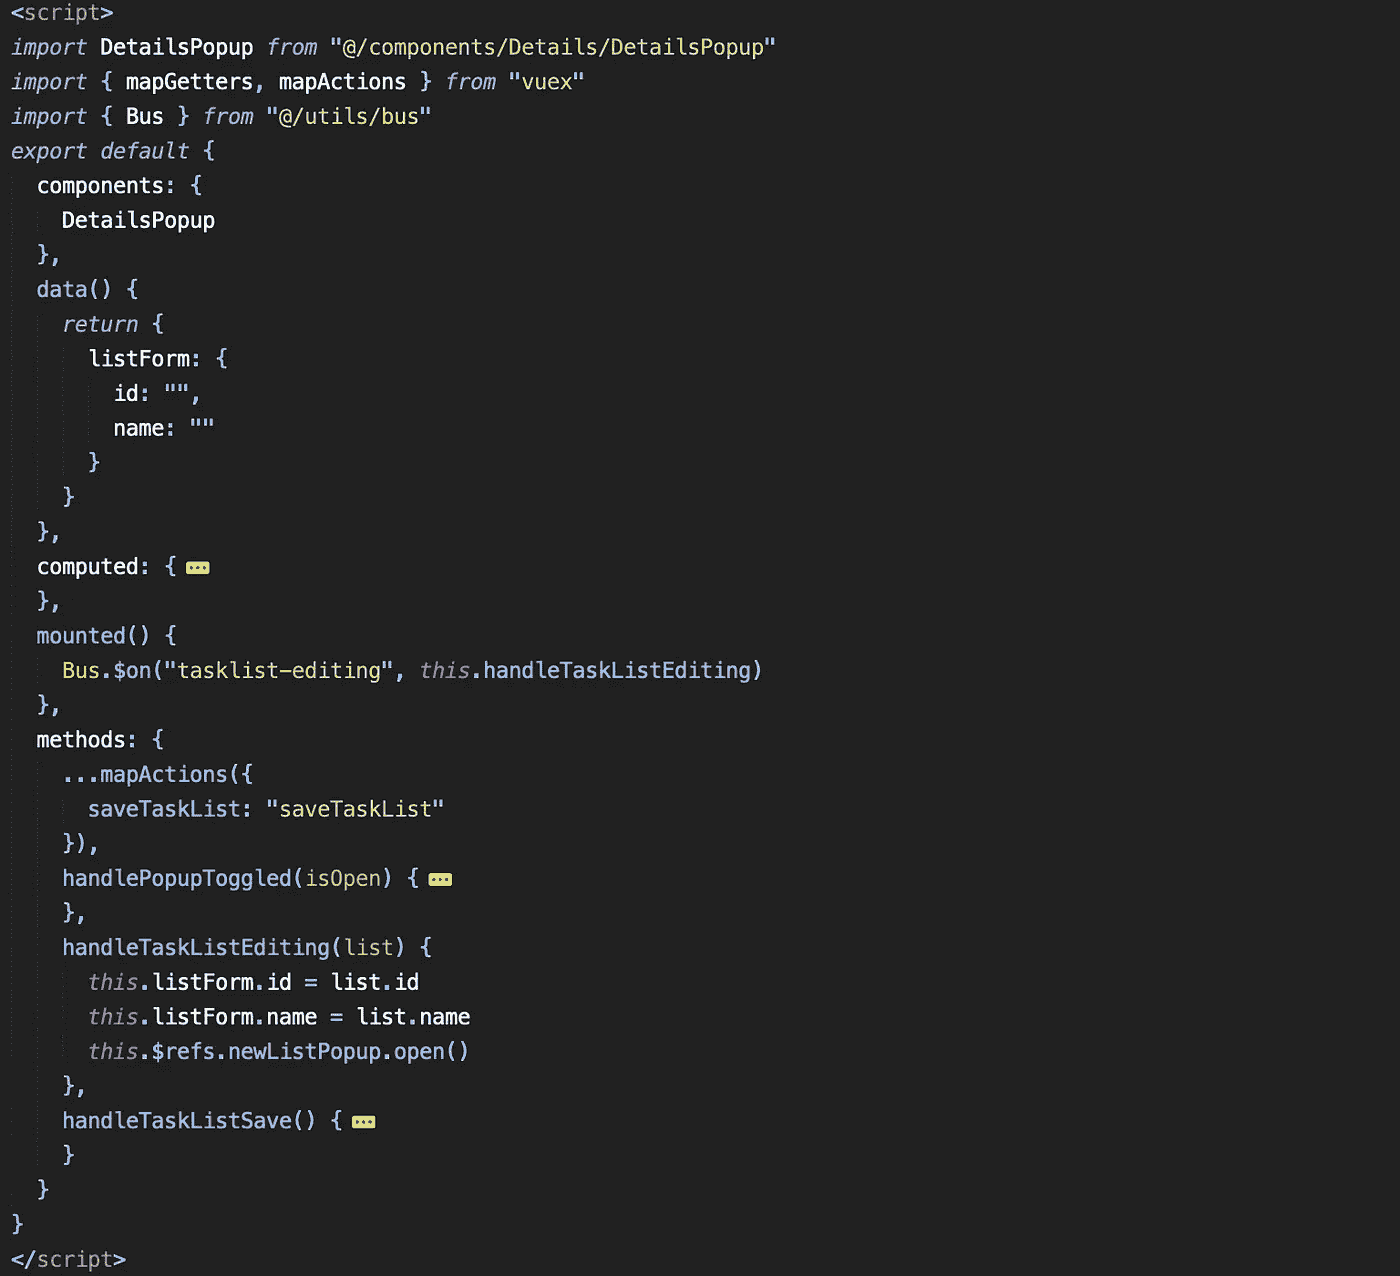 <script>
import DetailsPopup from "@/components/Details/DetailsPopup"
import { mapGetters, mapActions } from "vuex"
import { Bus } from "@/utils/bus"
export default {
  components: {
    DetailsPopup
  },
  data() {
    return {
      listForm: {
        id: "",
        name: ""
      }
    }
  },
  computed: { ...
  },
  mounted() {
    Bus.$on("tasklist-editing", this.handleTaskListEditing)
  },
  methods: {
    ...mapActions({
      saveTaskList: "saveTaskList"
    }),
    handlePopupToggled(isOpen) { ...
    },
    handleTaskListEditing(list) {
      this.listForm.id = list.id
      this.listForm.name = list.name
      this.$refs.newListPopup.open()
    },
    handleTaskListSave() { ...
    }
  }
}
</script>